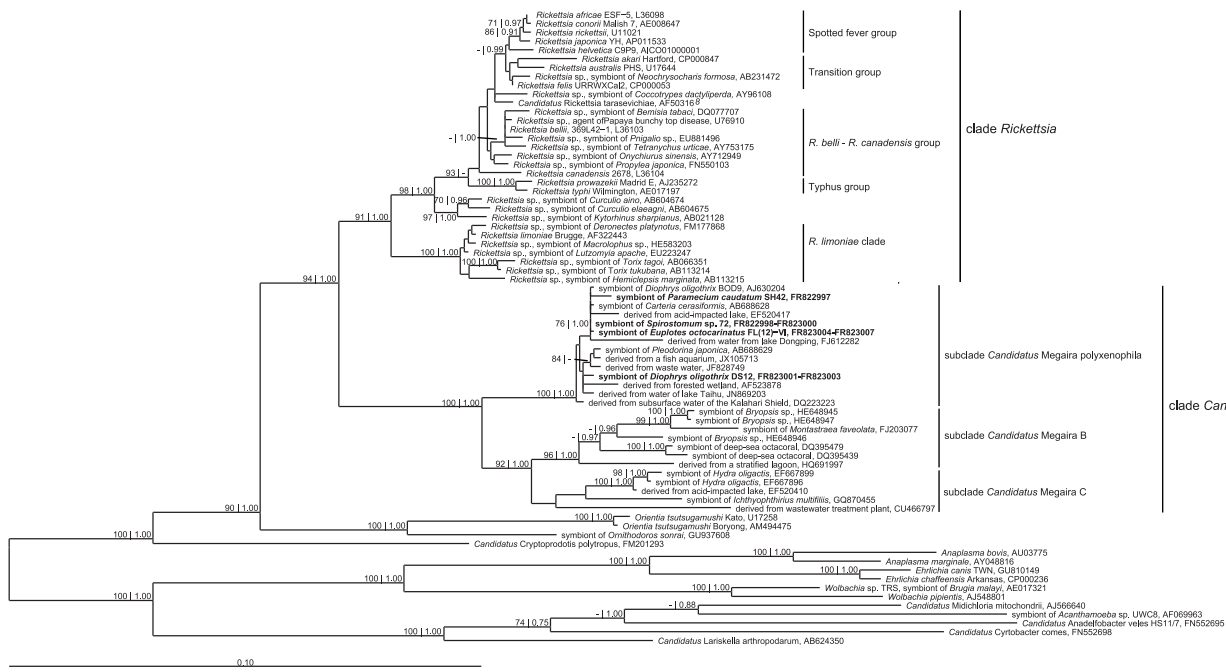 Rickettsia africae ESF-5, L36098
71 | 0.97
Rickettsia conorii Malish 7, AE008647
86 | 0.91
Rickettsia rickettsii, U11021
Rickettsia japonica YH, AP011533
Spotted fever group
- | 0.99
Rickettsia helvetica C9P9, AICO01000001
Rickettsia akari Hartford, CP000847
Rickettsia australis PHS, U17644
Transition group
Rickettsia sp., symbiont of Neochrysocharis formosa, AB231472
Rickettsia felis URRWXCal2, CP000053
Rickettsia sp., symbiont of Coccotrypes dactyliperda, AY96108
Candidatus Rickettsia tarasevichiae, AF503168
Rickettsia sp., symbiont of Bemisia tabaci, DQ077707
Rickettsia sp., agent ofPapaya bunchy top disease, U76910
Rickettsia bellii, 369L42-1, L36103
clade Rickettsia
- | 1.00
Rickettsia sp., symbiont of Pnigalio sp., EU881496
R. belli - R. canadensis group
Rickettsia sp., symbiont of Tetranychus urticae, AY753175
Rickettsia sp., symbiont of Onychiurus sinensis, AY712949
Rickettsia sp., symbiont of Propylea japonica, FN550103
93 | -
Rickettsia canadensis 2678, L36104
100 | 1.00
Rickettsia prowazekii Madrid E, AJ235272
Typhus group
98 | 1.00
Rickettsia typhi Wilmington, AE017197
70 | 0.96
Rickettsia sp., symbiont of Curculio aino, AB604674
Rickettsia sp., symbiont of Curculio elaeagni, AB604675
97 | 1.00
Rickettsia sp., symbiont of Kytorhinus sharpianus, AB021128
91 | 1.00
Rickettsia sp., symbiont of Deronectes platynotus, FM177868
Rickettsia limoniae Brugge, AF322443
Rickettsia sp., symbiont of Macrolophus sp., HE583203
R. limoniae clade
100 | 1.00
Rickettsia sp., symbiont of Lutzomyia apache, EU223247
100 | 1.00
Rickettsia sp., symbiont of Torix tagoi, AB066351
Rickettsia sp., symbiont of Torix tukubana, AB113214
94 | 1.00
Rickettsia sp., symbiont of Hemiclepsis marginata, AB113215
symbiont of Diophrys oligothrix BOD9, AJ630204
symbiont of Paramecium caudatum SH42, FR822997
symbiont of Carteria cerasiformis, AB688628
derived from acid-impacted lake, EF520417
76 | 1.00
symbiont of Spirostomum sp. 72, FR822998-FR823000
symbiont of Euplotes octocarinatus FL(12)-VI, FR823004-FR823007
derived from water from lake Dongping, FJ612282
symbiont of Pleodorina japonica, AB688629
subclade Candidatus Megaira polyxenophila
84 | -
derived from a fish aquarium, JX105713
derived from waste water, JF828749
symbiont of Diophrys oligothrix DS12, FR823001-FR823003
derived from forested wetland, AF523878
derived from water of lake Taihu, JN869203
100 | 1.00
derived from subsurface water of the Kalahari Shield, DQ223223
clade Can
100 | 1.00
symbiont of Bryopsis sp., HE648945
99 | 1.00
symbiont of Bryopsis sp., HE648947
- | 0.96
symbiont of Montastraea faveolata, FJ203077
symbiont of Bryopsis sp., HE648946
subclade Candidatus Megaira B
- | 0.97
100 | 1.00
symbiont of deep-sea octacoral, DQ395479
symbiont of deep-sea octacoral, DQ395439
96 | 1.00
derived from a stratified lagoon, HQ691997
92 | 1.00
98 | 1.00
symbiont of Hydra oligactis, EF667899
100 | 1.00
symbiont of Hydra oligactis, EF667896
derived from acid-impacted lake, EF520410
subclade Candidatus Megaira C
symbiont of Ichthyophthirius multifiliis, GQ870455
derived from wastewater treatment plant, CU466797
90 | 1.00
Orientia tsutsugamushi Kato, U17258
100 | 1.00
Orientia tsutsugamushi Boryong, AM494475
symbiont of Ornithodoros sonrai, GU937608
100 | 1.00
Candidatus Cryptoprodotis polytropus, FM201293
100 | 1.00
Anaplasma bovis, AU03775
Anaplasma marginale, AY048816
100 | 1.00
100 | 1.00
Ehrlichia canis TWN, GU810149
Ehrlichia chaffeensis Arkansas, CP000236
100 | 1.00
100 | 1.00
Wolbachia sp. TRS, symbiont of Brugia malayi, AE017321
Wolbachia pipientis, AJ548801
100 | 1.00
- | 0.88
Candidatus Midichloria mitochondrii, AJ566640
- | 1.00
symbiont of Acanthamoeba sp. UWC8, AF069963
74 | 0.75
Candidatus Anadelfobacter veles HS11/7, FN552695
100 | 1.00
Candidatus Cyrtobacter comes, FN552698
Candidatus Lariskella arthropodarum, AB624350
0.10